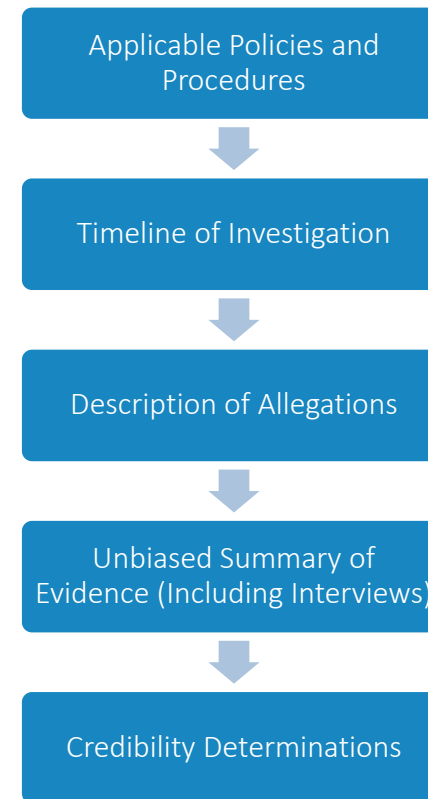 Applicable Policies and
Procedures
Timeline of Investigation
Description of Allegations
Unbiased Summary of
Evidence (Including Interviews)
Credibility Determinations